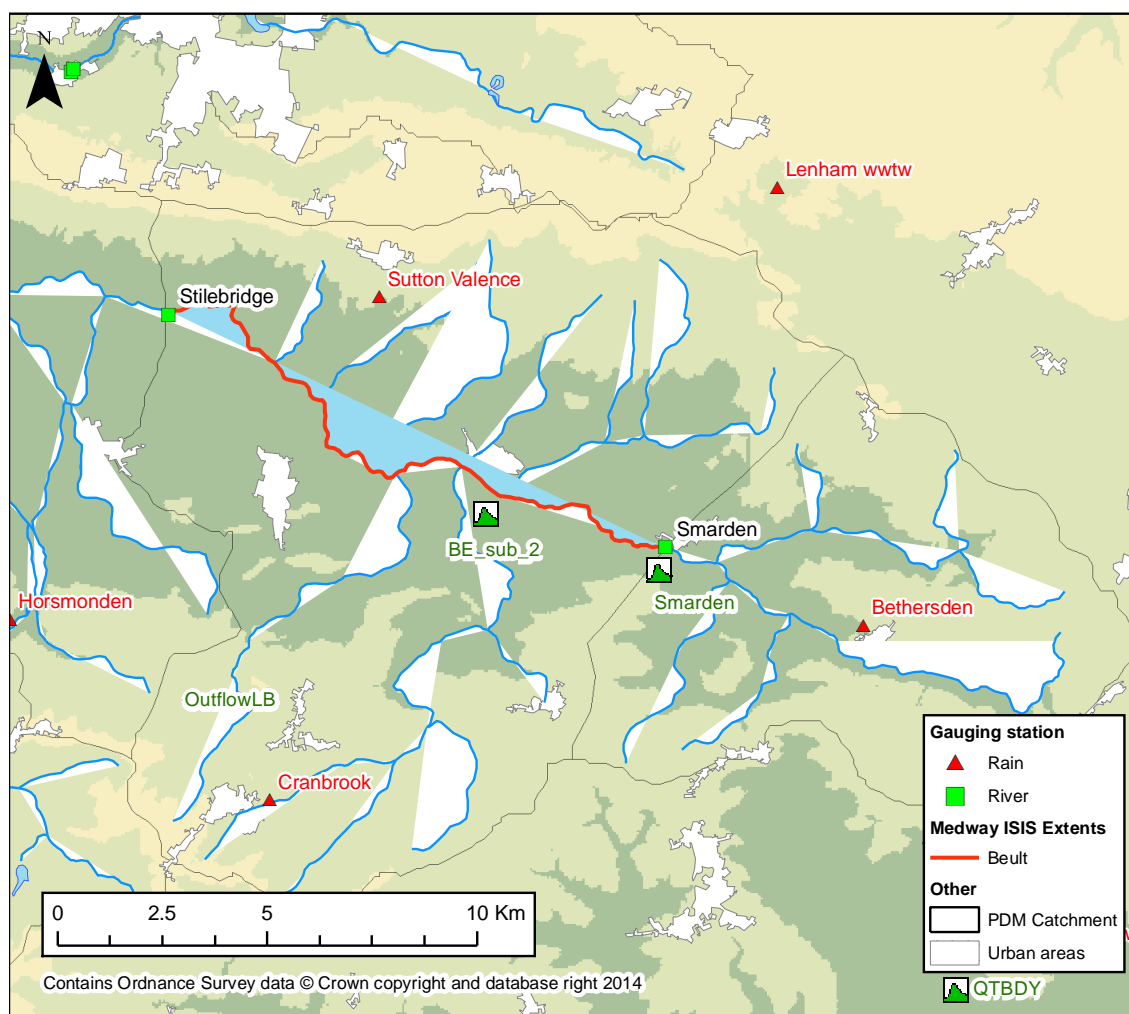 N
Lenham wwtw
Sutton Valence
Stilebridge
BE_sub_2
Smarden
Smarden
Horsmonden
Bethersden
OutflowLB
Cranbrook
Gauging station
Rain
River
Medway ISIS Extents
Beult
Other
PDM Catchment
Urban areas
QTBDY
0 2.5 5 10 Km
Contains Ordnance Survey data © Crown copyright and database right 2014